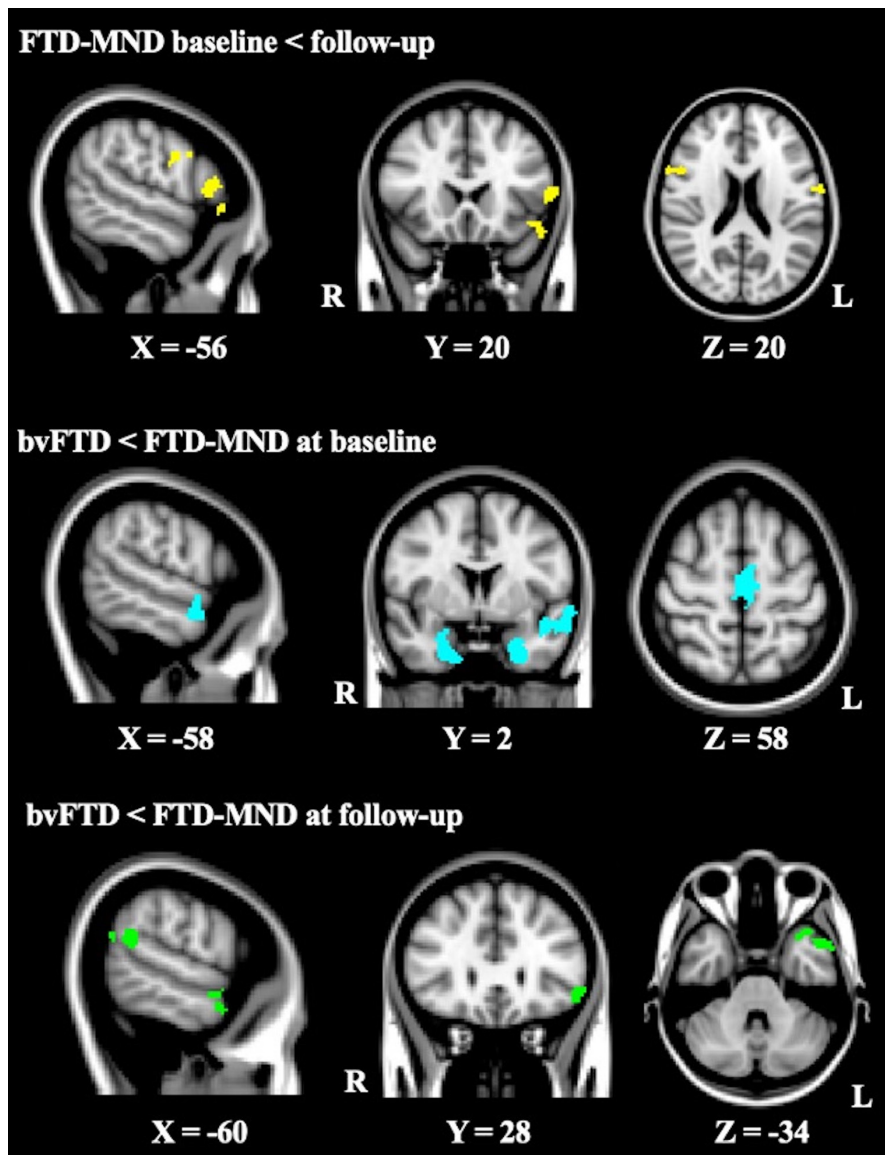 FTD-MND baseline < follow-up
R
L
X = -56
Y = 20
Z = 20
bvFTD < FTD-MND at baseline
R
L
X = -58
Y = 2
Z = 58
bvFTD < FTD-MND at follow-up
R
L
X = -60
Y = 28
Z = -34